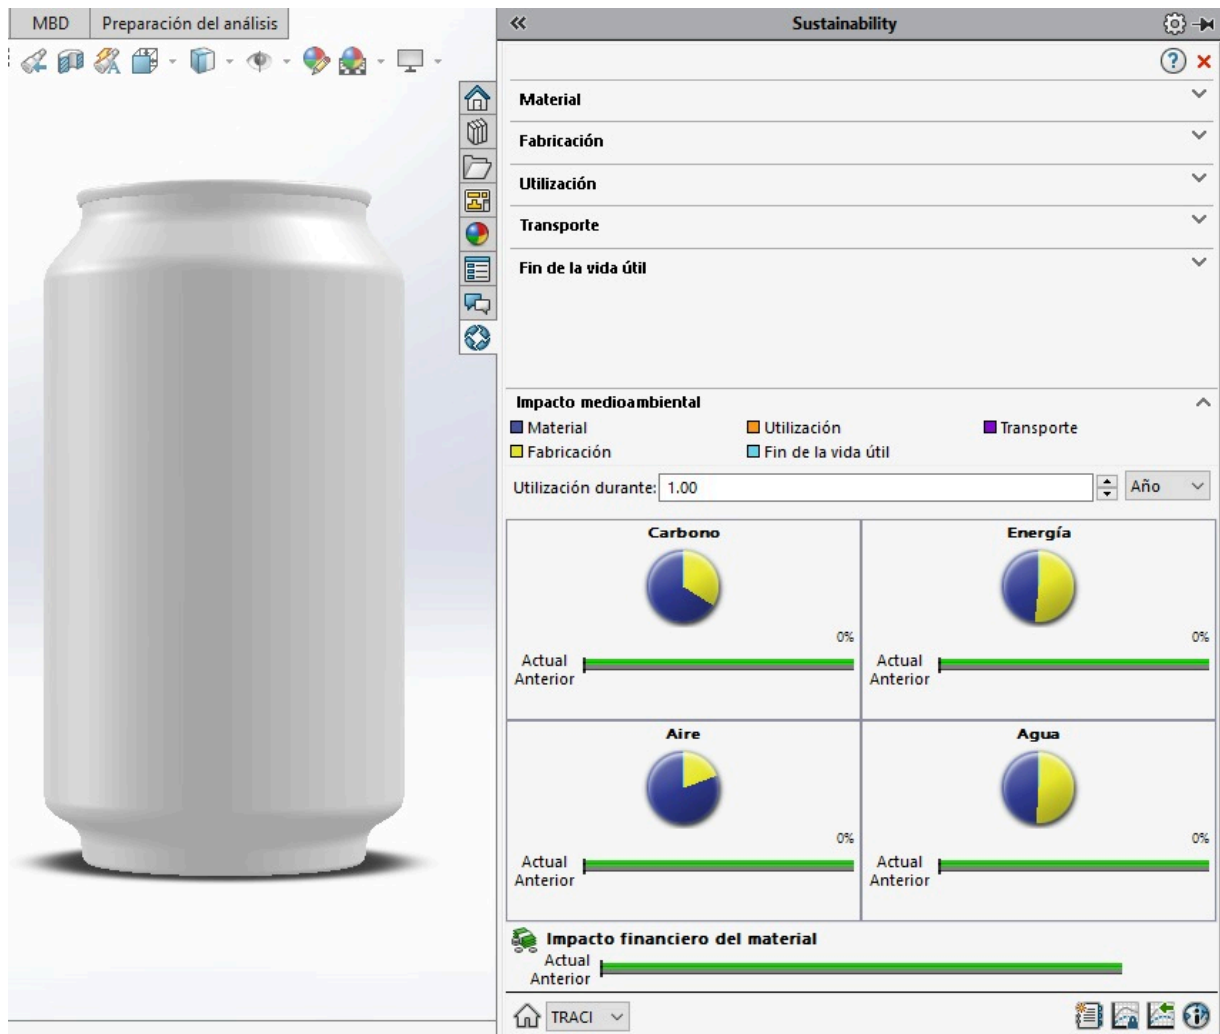 MBD Preparación del análisis
Sustainability
Material
Fabricación
Utilización
Transporte
Fin de la vida útil
Impacto medioambiental
Material Utilización Transporte
Fabricación Fin de la vida útil
Utilización durante: 1.00 Año
Carbono
0%
Actual
Anterior
Energía
0%
Actual
Anterior
Aire
0%
Actual
Anterior
Agua
0%
Actual
Anterior
Impacto financiero del material
Actual
Anterior
TRACI